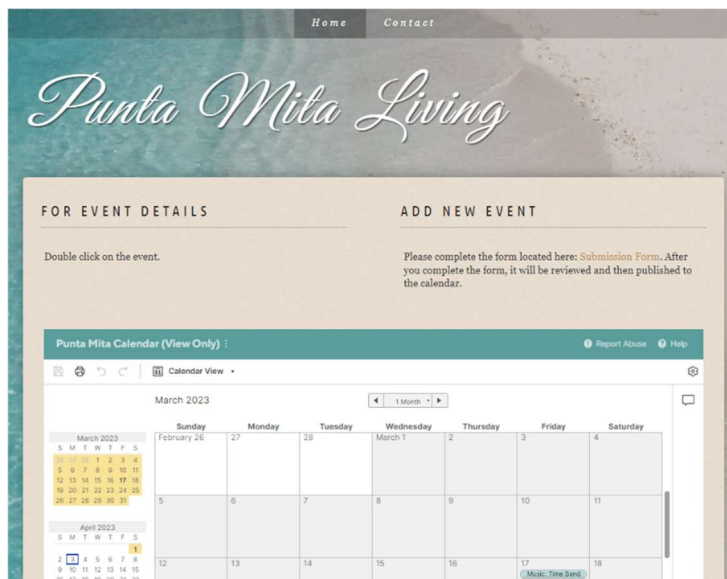 Home Contact
Punta Mita Living
FOR EVENT DETAILS
Double click on the event.
ADD NEW EVENT
Please complete the form located here: Submission Form. After
you complete the form, it will be reviewed and then published to
the calendar.
Punta Mita Calendar (View Only)
Report Abuse Help
Calendar View
March 2023
1 Month
Sunday Monday Tuesday Wednesday Thursday Friday Saturday
February 26 27 28 March 1 2 3 4
5 6 7 8 9 10 11
12 13 14 15 16 17 18
Music: Time Band
March 2023
S M T W T F S
26 27 28 1 2 3 4
5 6 7 8 9 10 11
12 13 14 15 16 17 18
19 20 21 22 23 24 25
26 27 28 29 30 31
April 2023
S M T W T F S
1
2 3 4 5 6 7 8
9 10 11 12 13 14 15